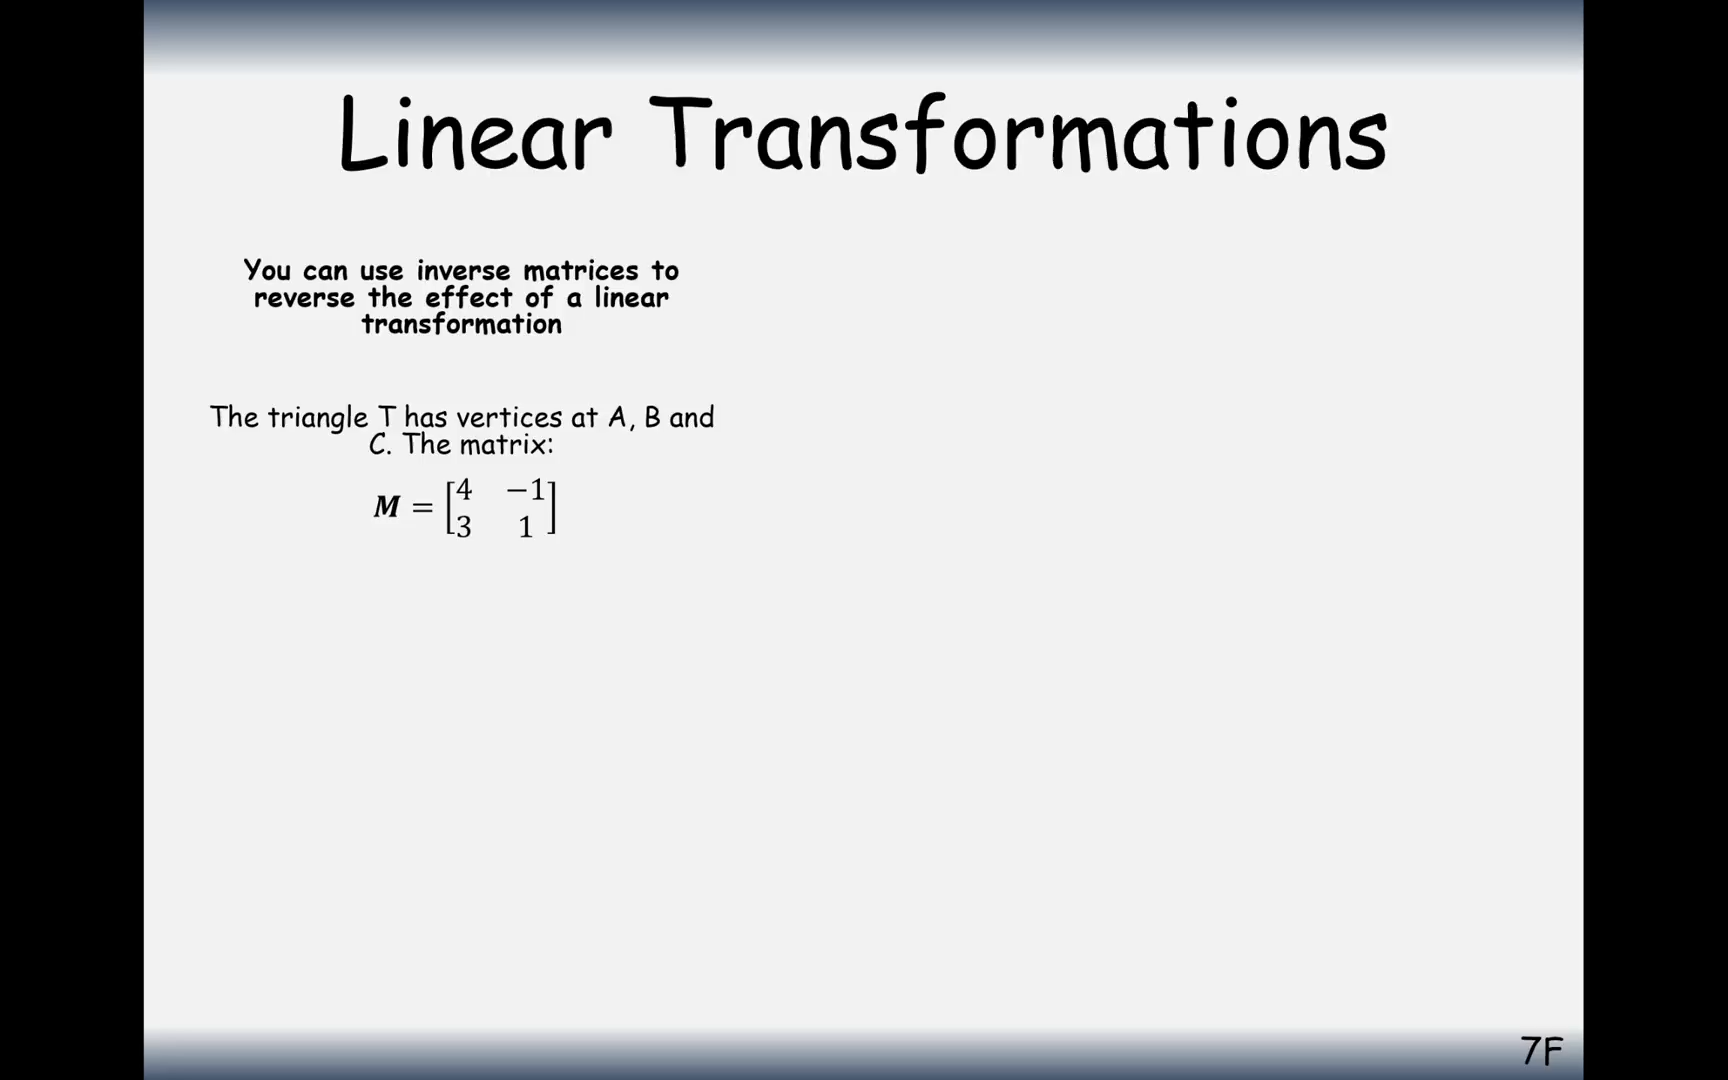 Linear Transformations
You can use inverse matrices to
reverse the effect of a linear
transformation
The triangle T has vertices at A, B and
C. The matrix:
M = [4 −1
3 1]
7F